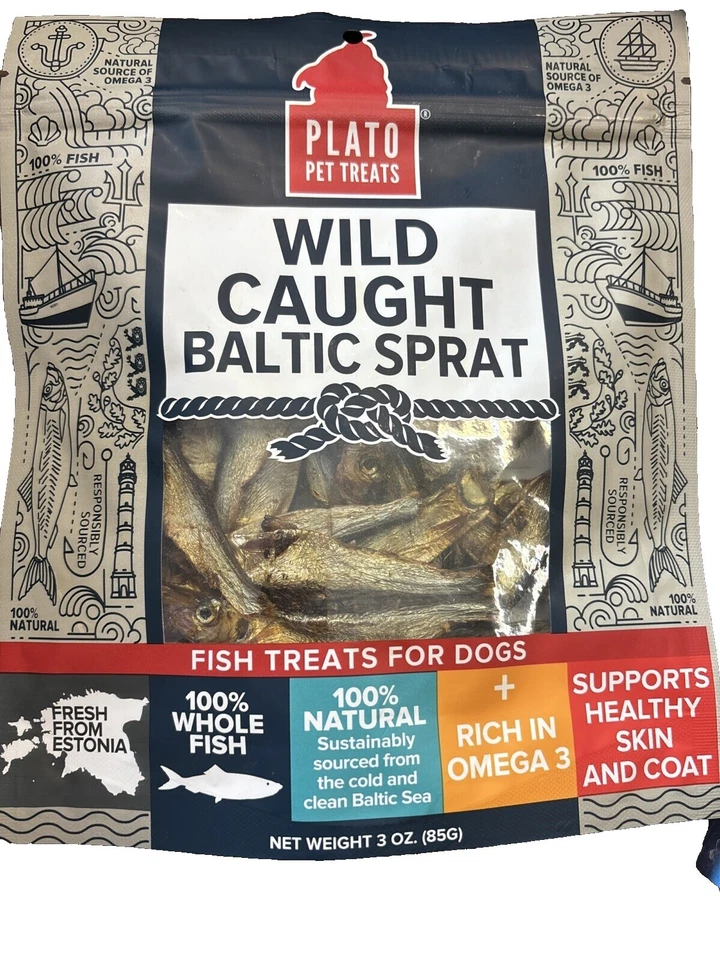 NATURAL
SOURCE OF
OMEGA 3
NATURAL
SOURCE OF
OMEGA 3
PLATO
®
PET TREATS
100% FISH
100% FISH
WILD
CAUGHT
BALTIC SPRAT
RESPONSIBLY
SOURCED
RESPONSIBLY
SOURCED
100%
NATURAL
100%
NATURAL
FISH TREATS FOR DOGS
FRESH
FROM
ESTONIA
100%
WHOLE
FISH
100%
NATURAL
Sustainably
sourced from
the cold and
clean Baltic Sea
+
RICH IN
OMEGA 3
SUPPORTS
HEALTHY
SKIN
AND COAT
NET WEIGHT 3 OZ. (85G)